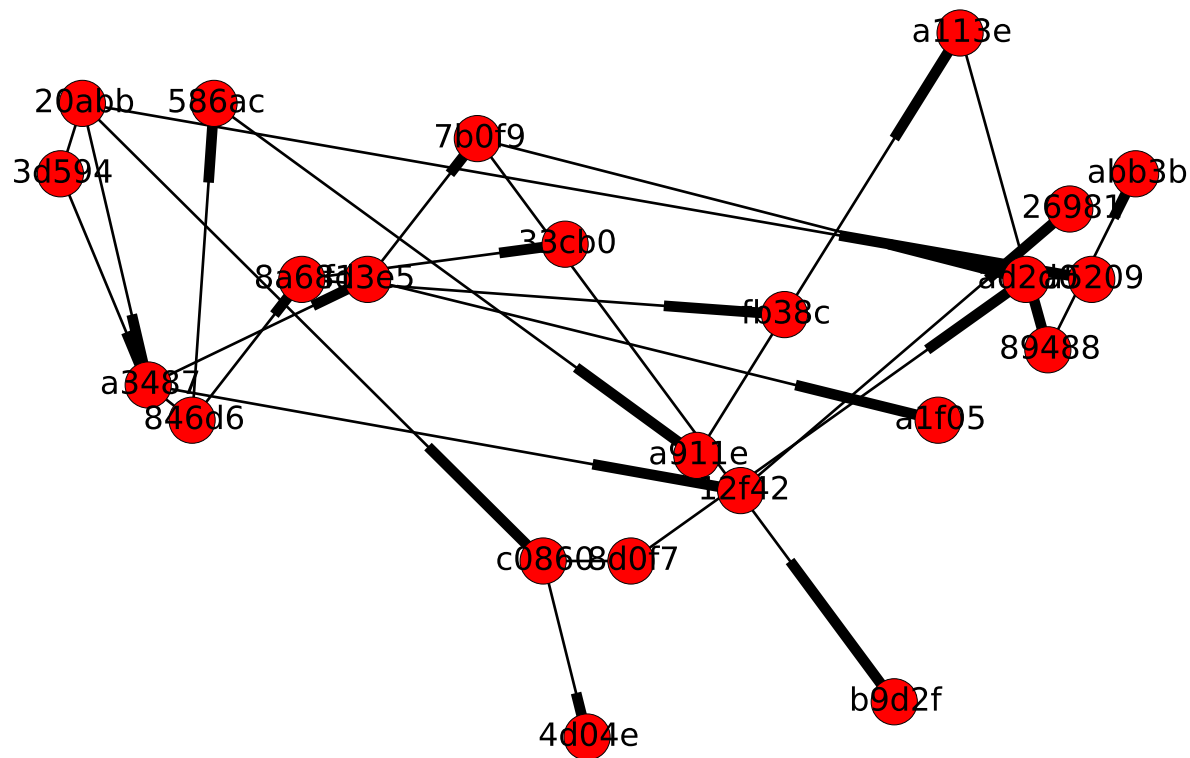 a113e
20abb
586ac
7b0f9
3d594
abb3b
26981
33cb0
fb38c
89488
a3487
846d6
a1f05
a911e
12f42
c0860
8d0f7
b9d2f
4d04e